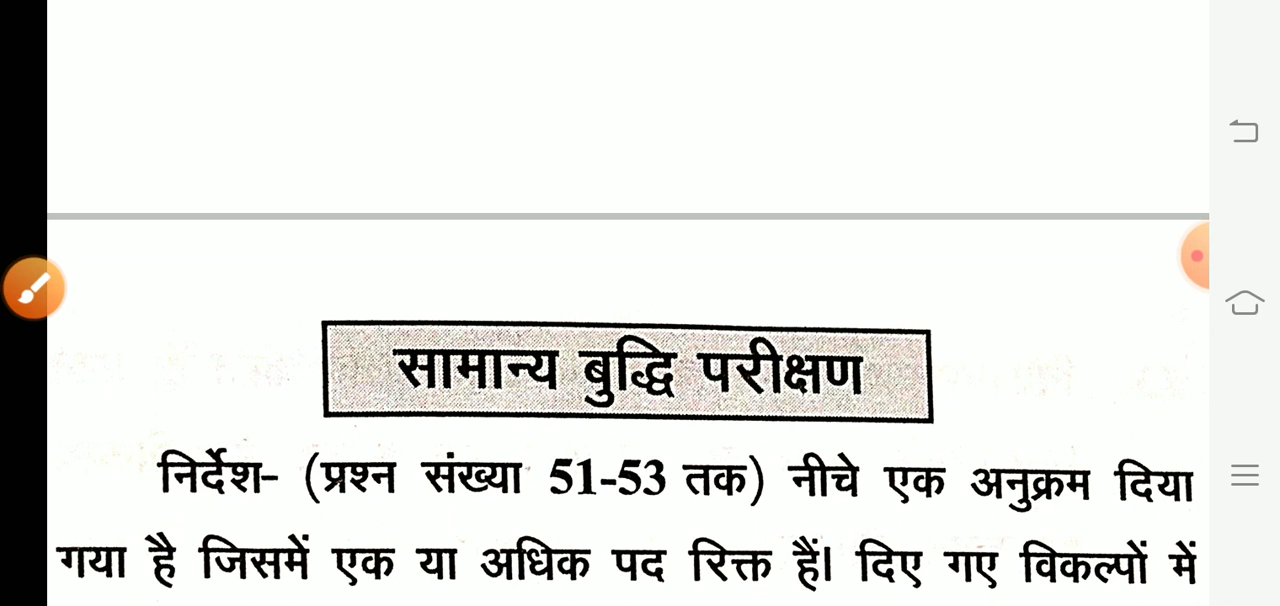 सामान्य बुद्धि परीक्षण
निर्देश- (प्रश्न संख्या 51-53 तक) नीचे एक अनुक्रम दिया
गया है जिसमें एक या अधिक पद रिक्त हैं। दिए गए विकल्पों में